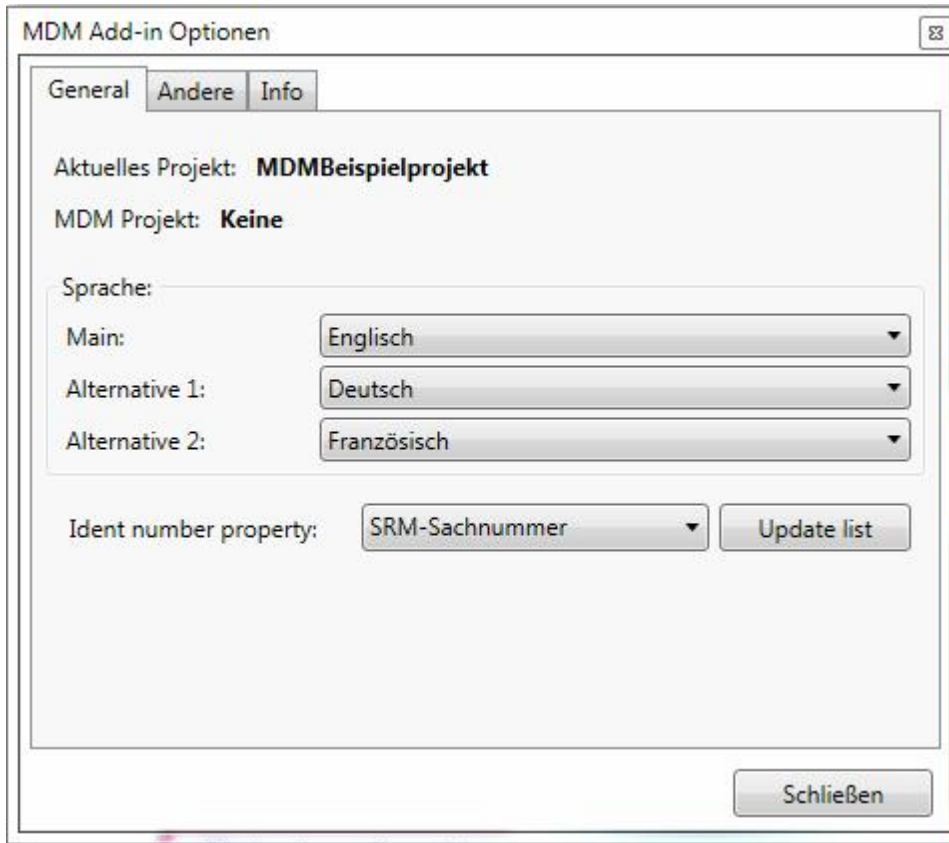 MDM Add-in Optionen
General Andere Info
Aktuelles Projekt: MDMBeispielprojekt
MDM Projekt: Keine
Sprache:
Main: Englisch
Alternative 1: Deutsch
Alternative 2: Französisch
Ident number property: SRM-Sachnummer Update list
Schließen